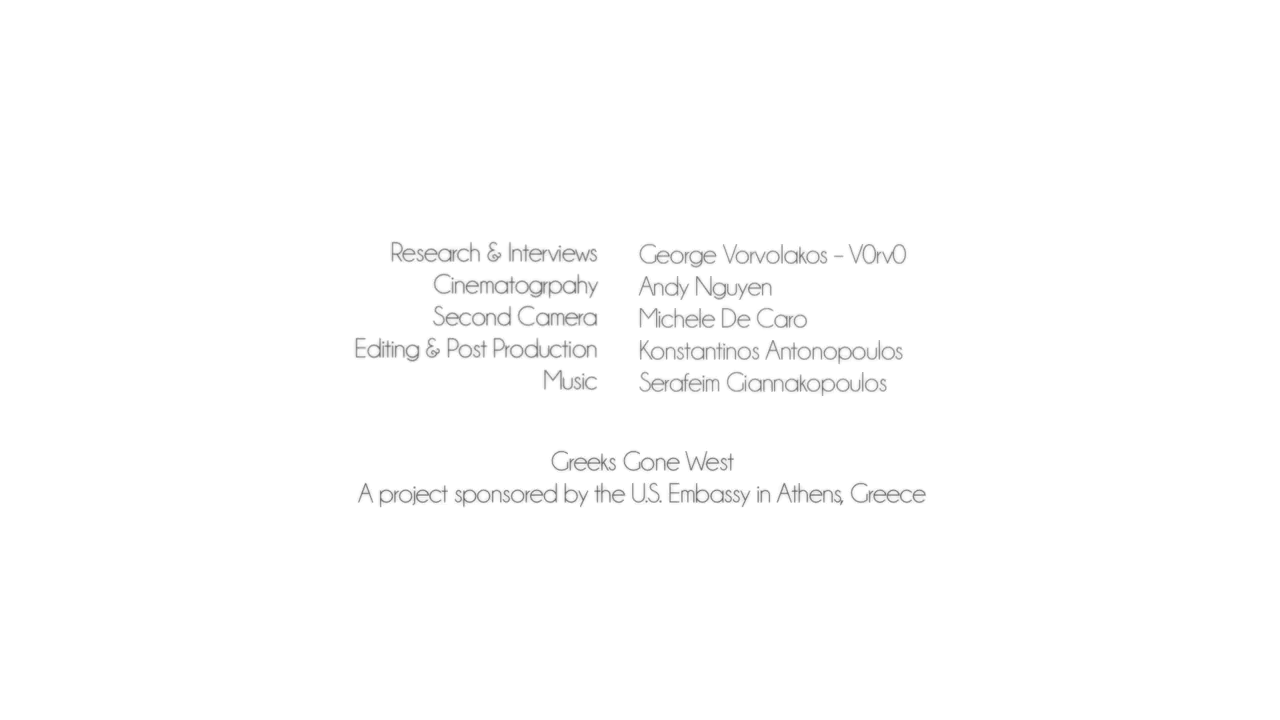 Research & Interviews George Vorvolakos - V0rv0
Cinematogrpahy Andy Nguyen
Second Camera Michele De Caro
Editing & Post Production Konstantinos Antonopoulos
Music Serafeim Giannakopoulos
Greeks Gone West
A project sponsored by the U.S. Embassy in Athens, Greece